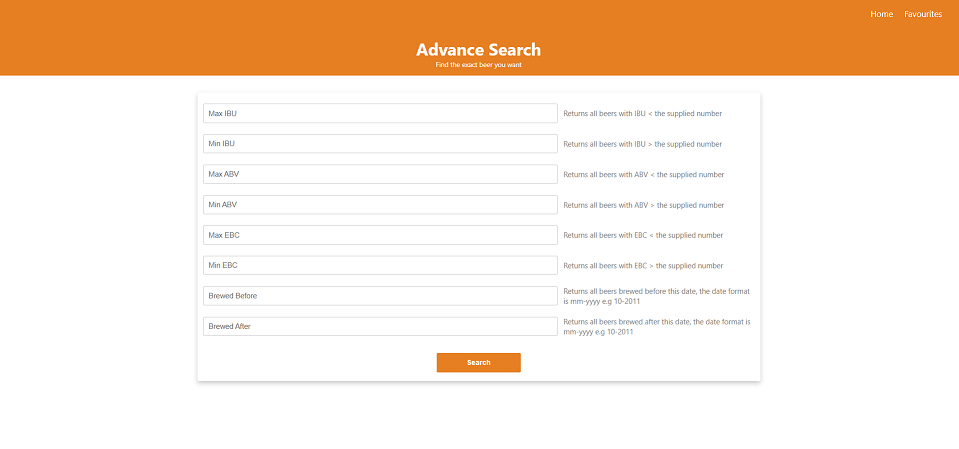 Home Favourites
Advance Search
Find the exact beer you want
Max IBU Returns all beers with IBU < the supplied number
Min IBU Returns all beers with IBU > the supplied number
Max ABV Returns all beers with ABV < the supplied number
Min ABV Returns all beers with ABV > the supplied number
Max EBC Returns all beers with EBC < the supplied number
Min EBC Returns all beers with EBC > the supplied number
Brewed Before Returns all beers brewed before this date, the date format
is mm-yyyy e.g 10-2011
Brewed After Returns all beers brewed after this date, the date format is
mm-yyyy e.g 10-2011
Search